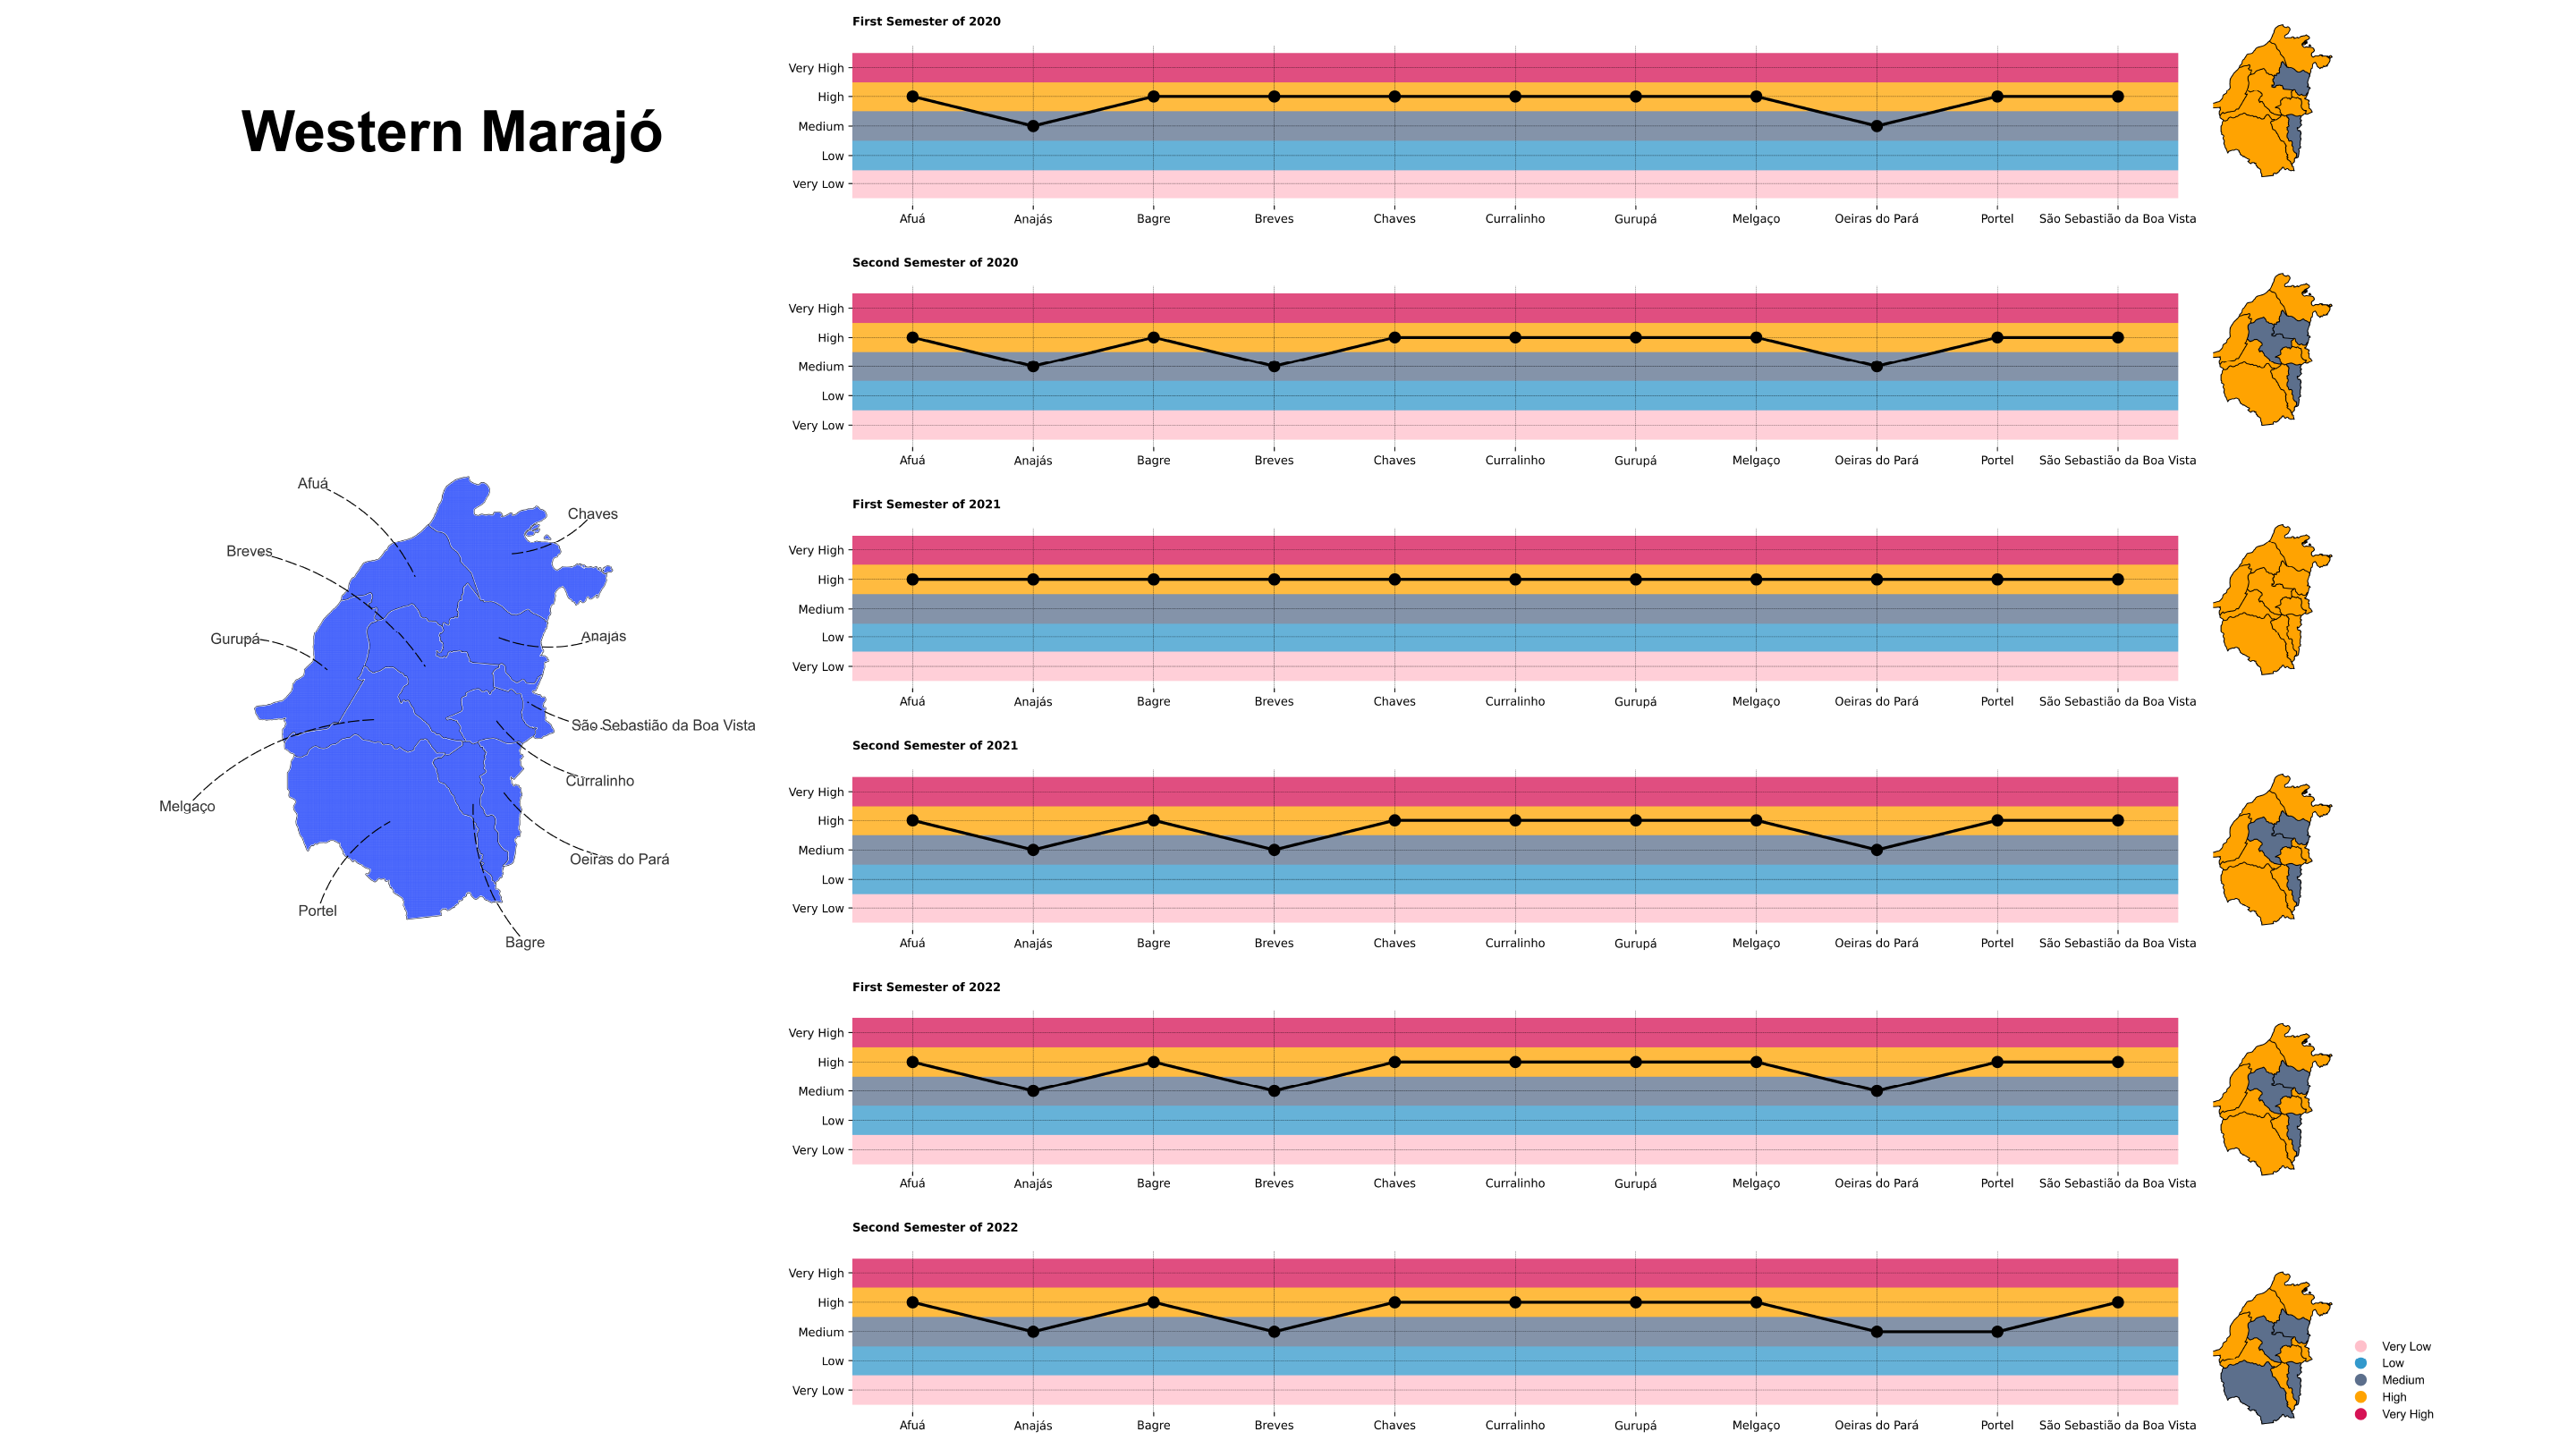 Western Marajó
Afuá
Chaves
Breves
Gurupá
Anajás
São Sebastião da Boa Vista
Curralinho
Melgaço
Oeiras do Pará
Portel
Bagre
First Semester of 2020
Very High
High
Medium
Low
Very Low
Afuá Anajás Bagre Breves Chaves Curralinho Gurupá Melgaço Oeiras do Pará Portel São Sebastião da Boa Vista
Second Semester of 2020
Very High
High
Medium
Low
Very Low
Afuá Anajás Bagre Breves Chaves Curralinho Gurupá Melgaço Oeiras do Pará Portel São Sebastião da Boa Vista
First Semester of 2021
Very High
High
Medium
Low
Very Low
Afuá Anajás Bagre Breves Chaves Curralinho Gurupá Melgaço Oeiras do Pará Portel São Sebastião da Boa Vista
Second Semester of 2021
Very High
High
Medium
Low
Very Low
Afuá Anajás Bagre Breves Chaves Curralinho Gurupá Melgaço Oeiras do Pará Portel São Sebastião da Boa Vista
First Semester of 2022
Very High
High
Medium
Low
Very Low
Afuá Anajás Bagre Breves Chaves Curralinho Gurupá Melgaço Oeiras do Pará Portel São Sebastião da Boa Vista
Second Semester of 2022
Very High
High
Medium
Low
Very Low
Afuá Anajás Bagre Breves Chaves Curralinho Gurupá Melgaço Oeiras do Pará Portel São Sebastião da Boa Vista
Very Low
Low
Medium
High
Very High